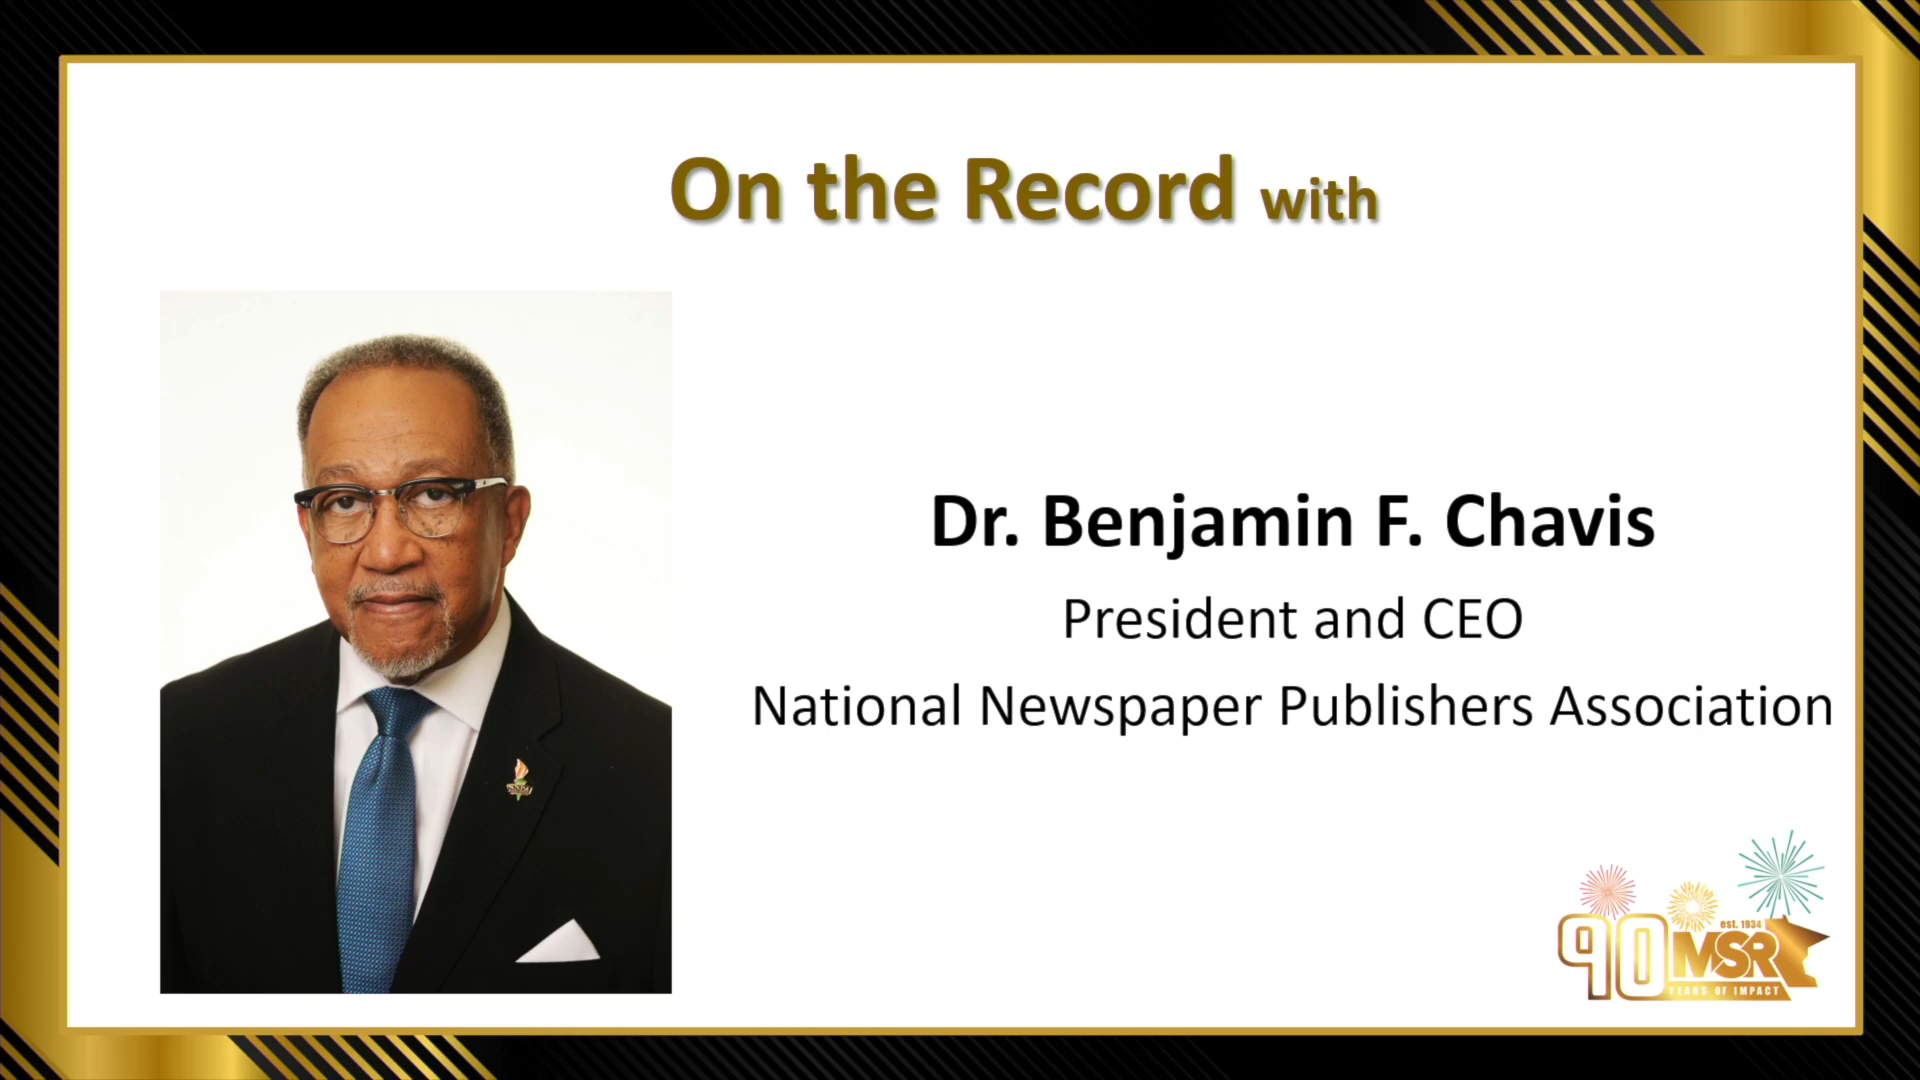 On the Record with
Dr. Benjamin F. Chavis
President and CEO
National Newspaper Publishers Association
est. 1934
90 MSR
YEARS OF IMPACT